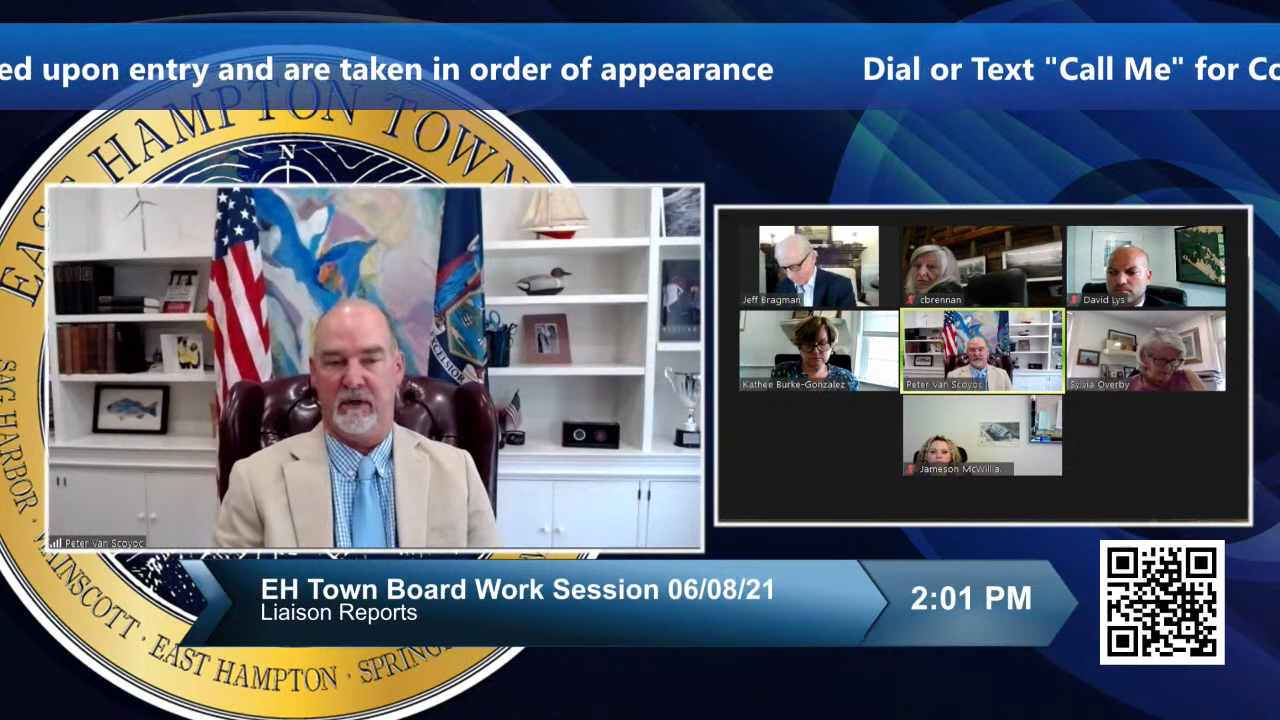 ed upon entry and are taken in order of appearance
Dial or Text "Call Me" for Co
EAST HAMPTON TOWN
N
SAG HARBOR · WAINSCOTT · EAST HAMPTON · SPRING
EXCELSIOR
Peter Van Scoyoc
Jeff Bragman
cbrennan
David Lys
Kathee Burke-Gonzalez
Peter Van Scoyoc
Sylvia Overby
Jameson McWillia...
EH Town Board Work Session 06/08/21
Liaison Reports
2:01 PM